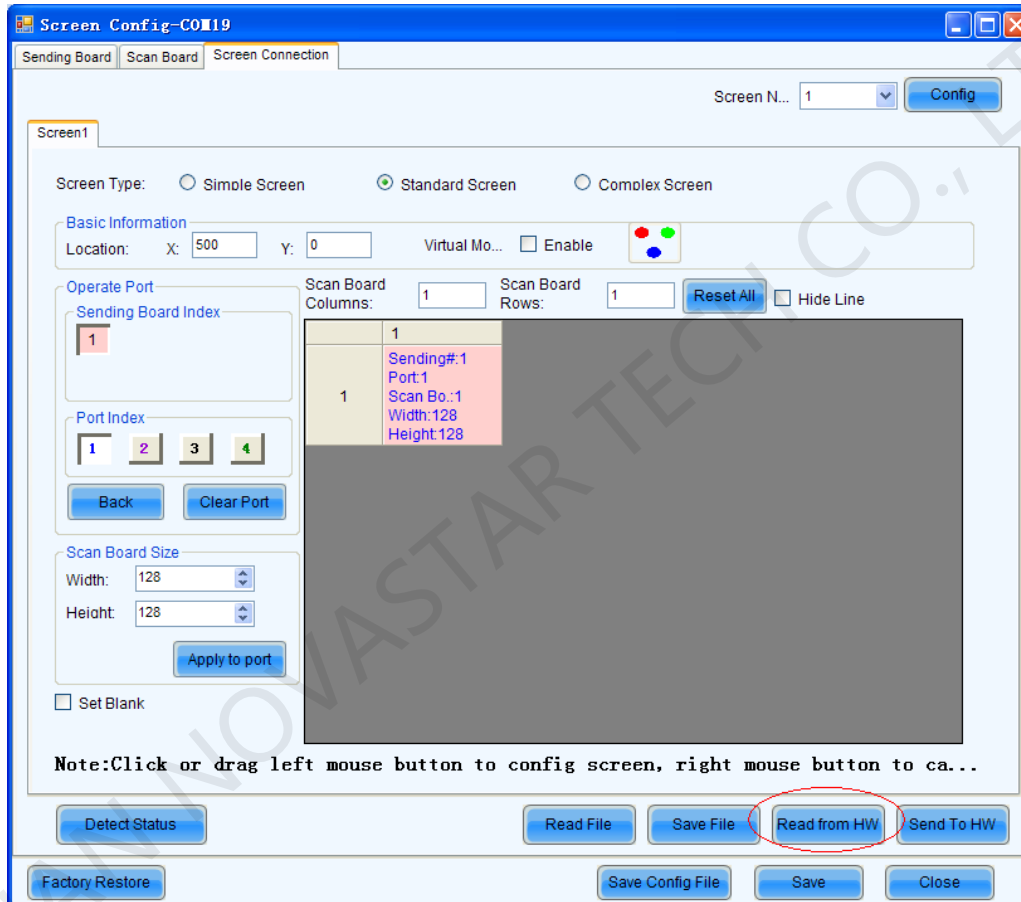 Screen Config-COM19
Sending Board Scan Board Screen Connection
Screen N... 1 Config
Screen1
Screen Type: Simple Screen Standard Screen Complex Screen
Basic Information
Location: X: 500 Y: 0 Virtual Mo... Enable
Operate Port
Sending Board Index
1
Scan Board Columns: 1 Scan Board Rows: 1 Reset All Hide Line
1
1
Sending#:1
Port:1
Scan Bo.:1
Width:128
Height:128
Port Index
1 2 3 4
Back Clear Port
Scan Board Size
Width: 128
Height: 128
Apply to port
Set Blank
Note:Click or drag left mouse button to config screen, right mouse button to ca...
Detect Status Read File Save File Read from HW Send To HW
Factory Restore Save Config File Save Close
AN NOVASTAR TECH CO., LT